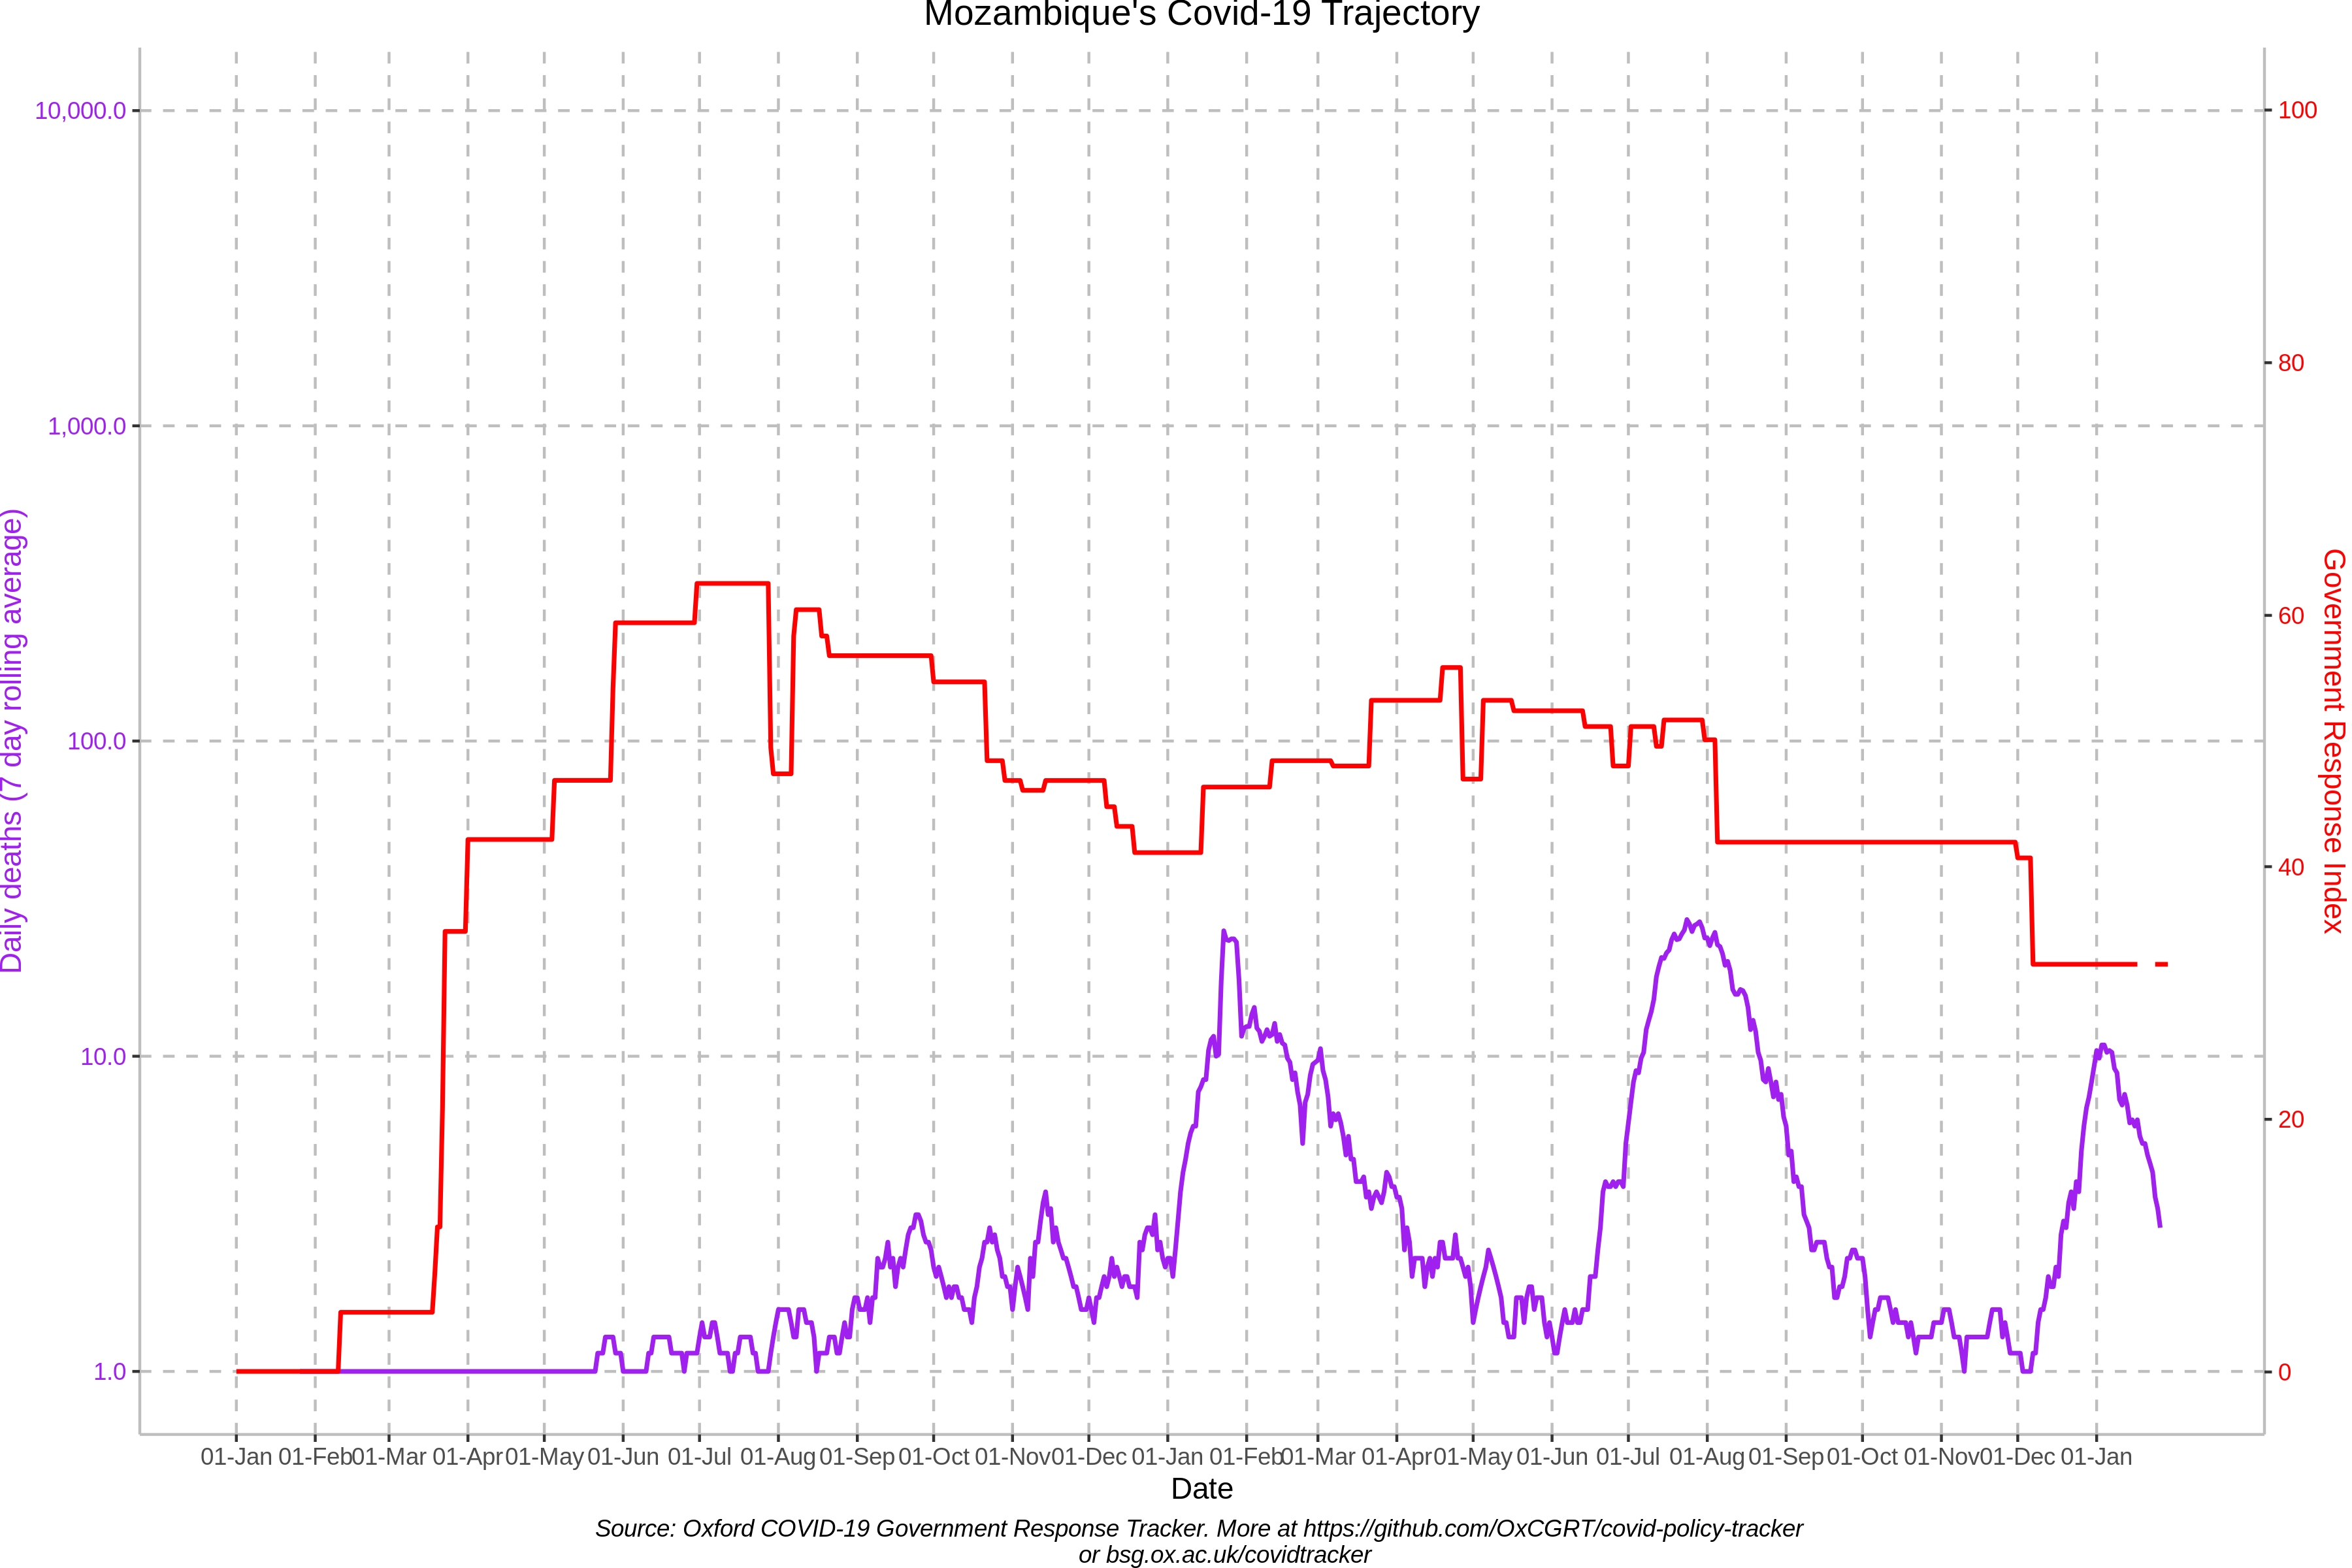 Mozambique's Covid-19 Trajectory
10,000.0
1,000.0
100.0
10.0
1.0
Daily deaths (7 day rolling average)
100
80
60
40
20
0
Government Response Index
01-Jan 01-Feb 01-Mar 01-Apr 01-May 01-Jun 01-Jul 01-Aug 01-Sep 01-Oct 01-Nov 01-Dec 01-Jan 01-Feb 01-Mar 01-Apr 01-May 01-Jun 01-Jul 01-Aug 01-Sep 01-Oct 01-Nov 01-Dec 01-Jan
Date
Source: Oxford COVID-19 Government Response Tracker. More at https://github.com/OxCGRT/covid-policy-tracker
or bsg.ox.ac.uk/covidtracker